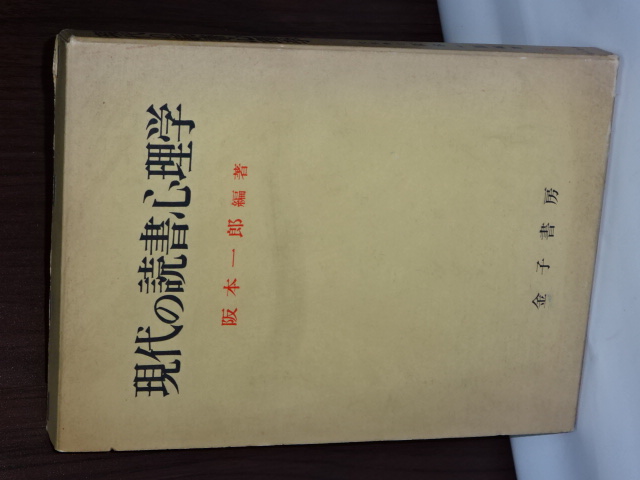 現代の読書心理学
阪本一郎 編著
金子書房